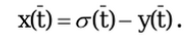 x(t̄) = σ(t̄) − y(t̄).